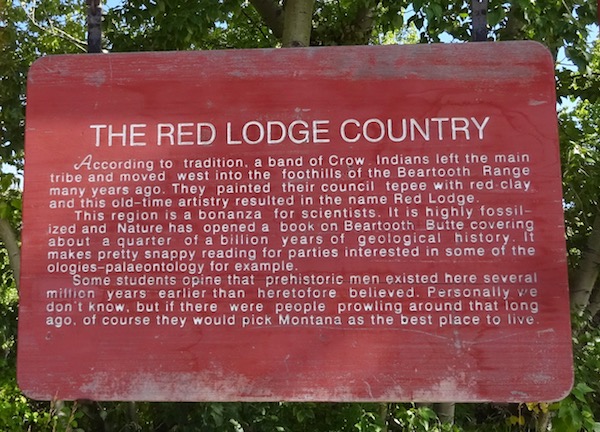 THE RED LODGE COUNTRY
According to tradition, a band of Crow Indians left the main
tribe and moved west into the foothills of the Beartooth Range
many years ago. They painted their council tepee with red clay
and this old-time artistry resulted in the name Red Lodge.
This region is a bonanza for scientists. It is highly fossil-
ized and Nature has opened a book on Beartooth Butte covering
about a quarter of a billion years of geological history. It
makes pretty snappy reading for parties interested in some of the
ologies-palaeontology for example.
Some students opine that prehistoric men existed here several
million years earlier than heretofore believed. Personally we
don't know, but if there were people prowling around that long
ago, of course they would pick Montana as the best place to live.